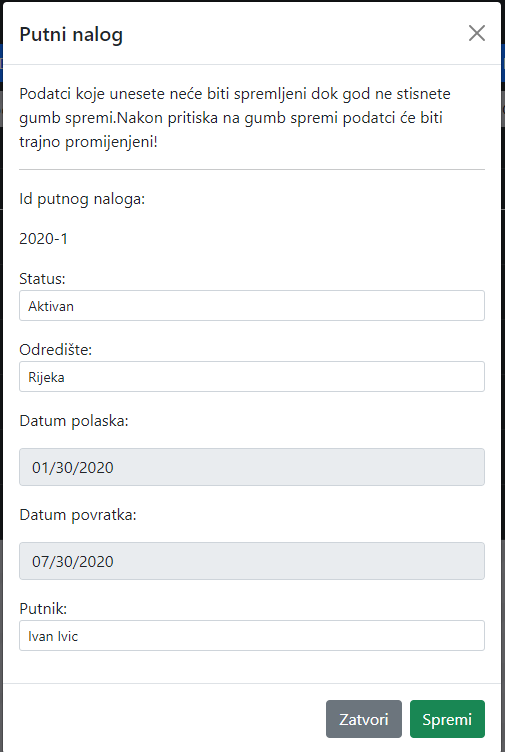 Putni nalog
Podatci koje unesete neće biti spremljeni dok god ne stisnete
gumb spremi.Nakon pritiska na gumb spremi podatci će biti
trajno promijenjeni!
Id putnog naloga:
2020-1
Status:
Aktivan
Odredište:
Rijeka
Datum polaska:
01/30/2020
Datum povratka:
07/30/2020
Putnik:
Ivan Ivic
Zatvori Spremi